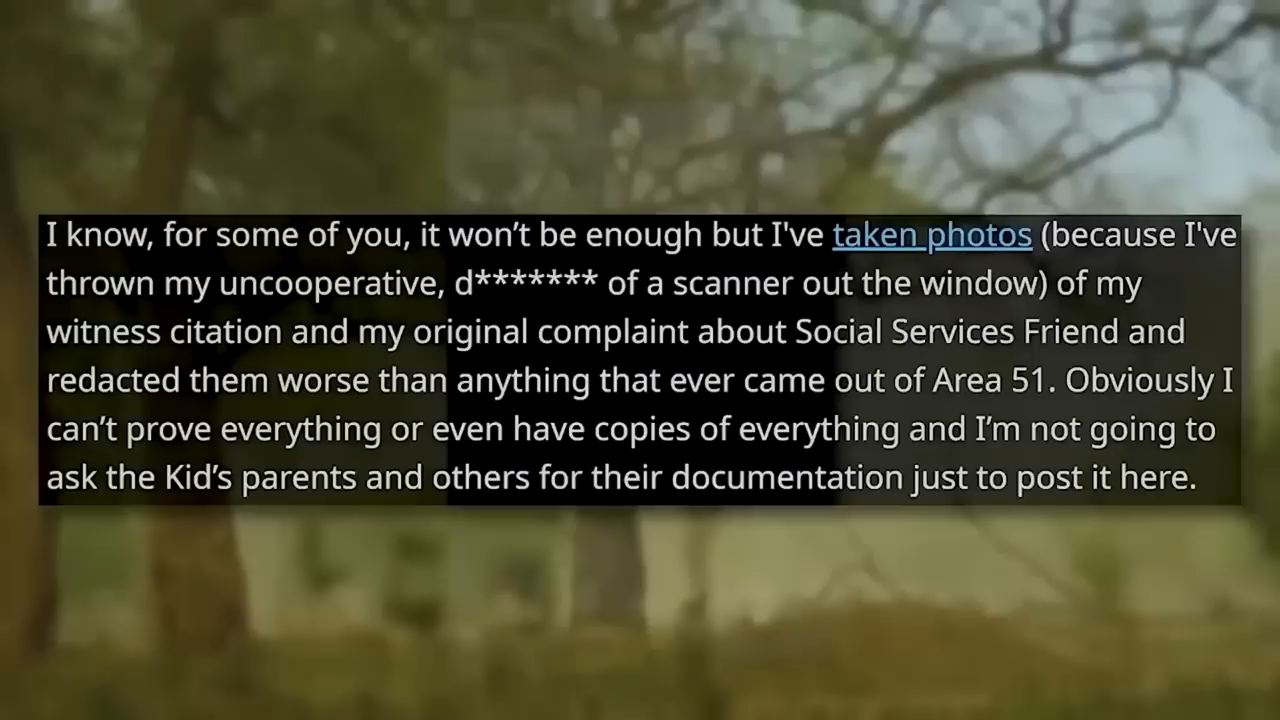 I know, for some of you, it won’t be enough but I've taken photos (because I've
thrown my uncooperative, d******* of a scanner out the window) of my
witness citation and my original complaint about Social Services Friend and
redacted them worse than anything that ever came out of Area 51. Obviously I
can’t prove everything or even have copies of everything and I’m not going to
ask the Kid’s parents and others for their documentation just to post it here.